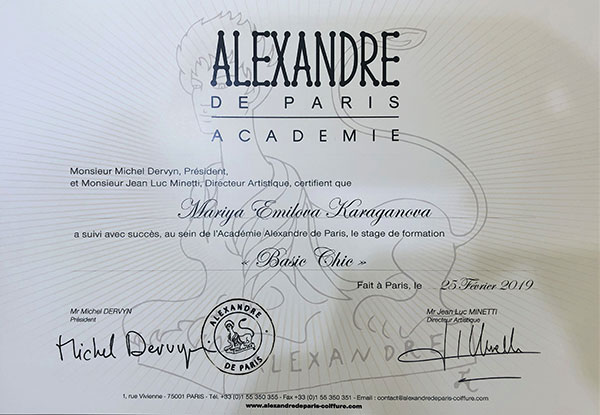 ALEXANDRE
DE PARIS
ACADEMIE
Monsieur Michel Dervyn, Président,
et Monsieur Jean Luc Minetti, Directeur Artistique, certifient que
Mariya Emilova Karaganova
a suivi avec succès, au sein de l'Académie Alexandre de Paris, le stage de formation
« Basic Chic »
Fait à Paris, le 25 Février 2019
Mr Michel DERVYN
Président
Mr Jean Luc MINETTI
Directeur Artistique
Michel Dervyn
ALEXANDRE
DE PARIS
ALEXANDRE
1, rue Vivienne - 75001 PARIS - Tél. +33 (0)1 55 350 355 - Fax +33 (0)1 55 350 351 - Email : contact@alexandredeparis-coiffure.com
www.alexandredeparis-coiffure.com